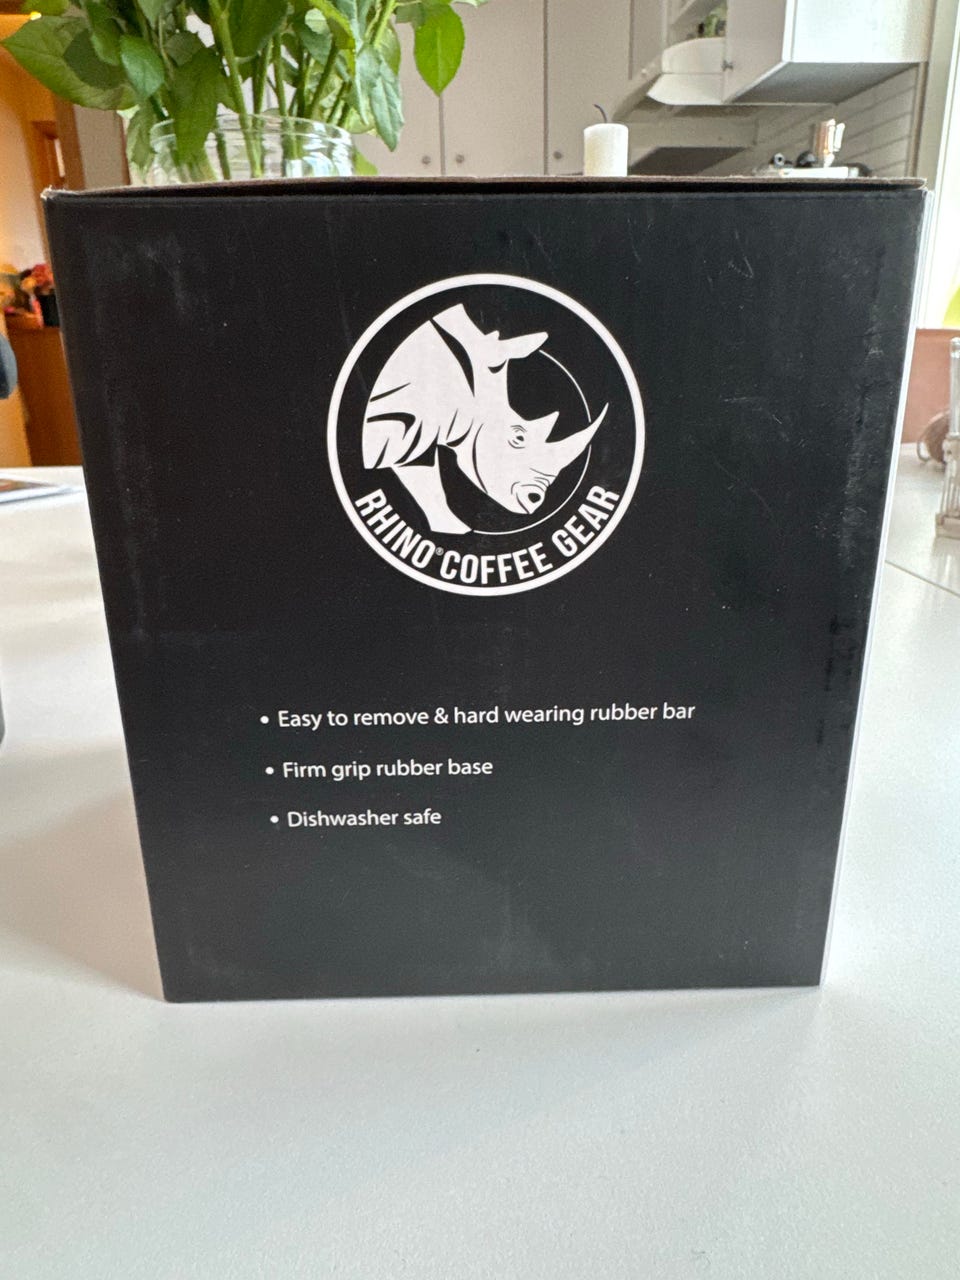 RHINO® COFFEE GEAR
• Easy to remove & hard wearing rubber bar
• Firm grip rubber base
• Dishwasher safe